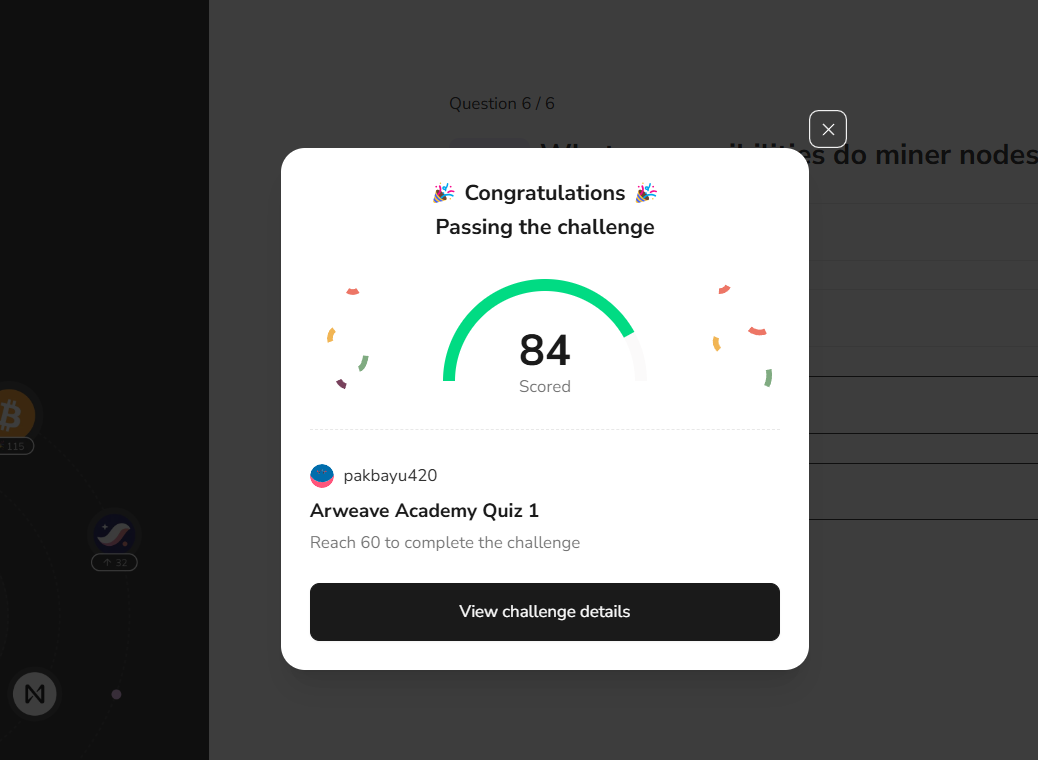 Question 6 / 6
do miner nodes
Congratulations
Passing the challenge
84
Scored
115
32
pakbayu420
Arweave Academy Quiz 1
Reach 60 to complete the challenge
View challenge details